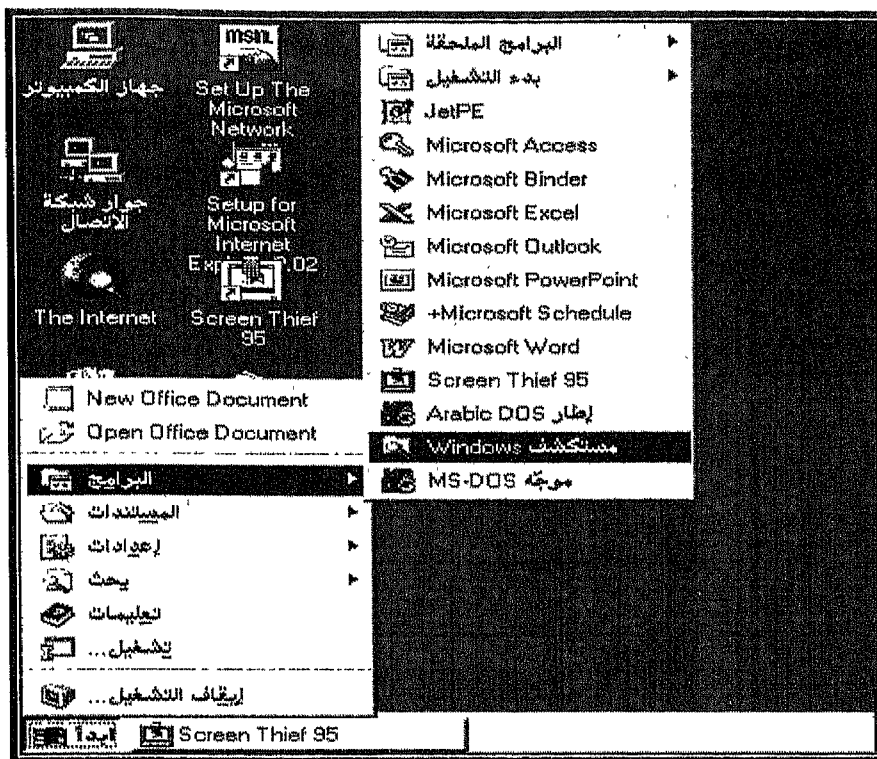 جهاز الكمبيوتر
msn.
Set Up The
Microsoft
Network
جوار شبكة
الاتصال
Setup for
Microsoft
Internet
The Internet
Screen Thief
95
البرامج الملحقة
بدء التشغيل
JetPE
Microsoft Access
Microsoft Binder
Microsoft Excel
Microsoft Outlook
Microsoft PowerPoint
+Microsoft Schedule
Microsoft Word
Screen Thief 95
إطار Arabic DOS
مستكشف Windows
موجّه MS-DOS
New Office Document
Open Office Document
البرامج
المستندات
إعدادات
بحث
تعليمات
تشغيل...
إيقاف التشغيل...
ابدأ
Screen Thief 95